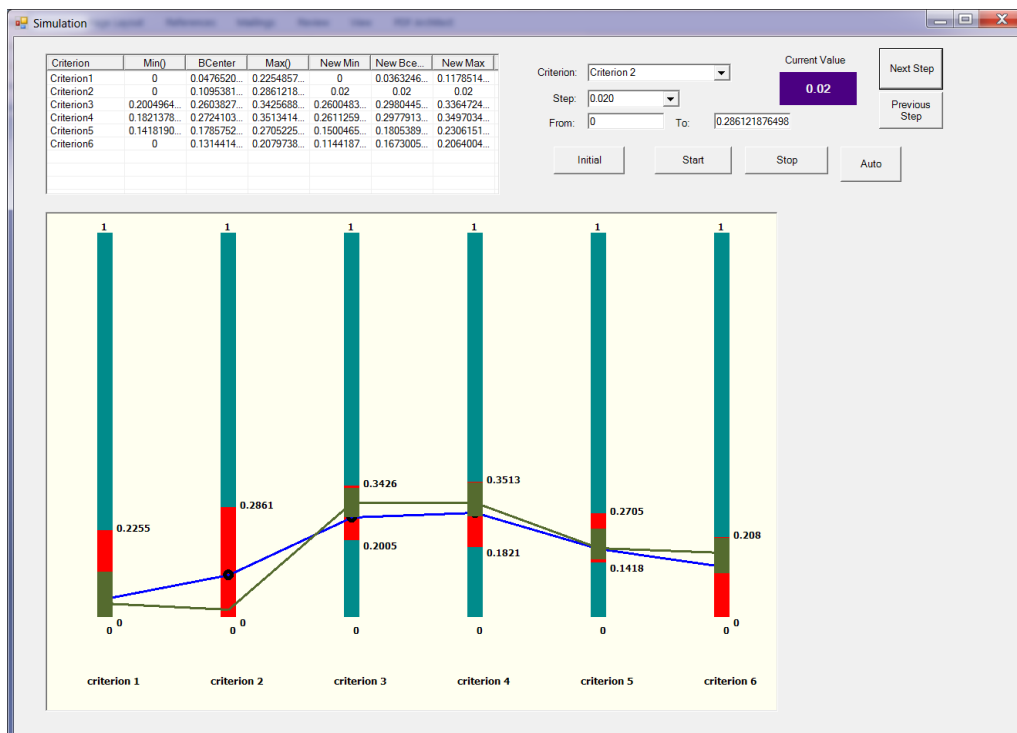 Simulation
Criterion Min() BCenter Max() New Min New Bce... New Max
Criterion1 0 0.0476520... 0.2254857... 0 0.0363246... 0.1178514...
Criterion2 0 0.1095381... 0.2861218... 0.02 0.02 0.02
Criterion3 0.2004964... 0.2603827... 0.3425688... 0.2600483... 0.2980445... 0.3364724...
Criterion4 0.1821378... 0.2724103... 0.3513414... 0.2611259... 0.2977913... 0.3497034...
Criterion5 0.1418190... 0.1785752... 0.2705225... 0.1500465... 0.1805389... 0.2306151...
Criterion6 0 0.1314414... 0.2079738... 0.1144187... 0.1673005... 0.2064004...
Criterion: Criterion 2
Step: 0.020
From: 0 To: 0.286121876498
Current Value
0.02
Next Step
Previous
Step
Initial Start Stop Auto
1 1 1 1 1 1
0.3426 0.3513
0.2861 0.2705
0.2255 0.208
0.2005 0.1821 0.1418
0 0 0
0 0 0 0 0 0
criterion 1 criterion 2 criterion 3 criterion 4 criterion 5 criterion 6